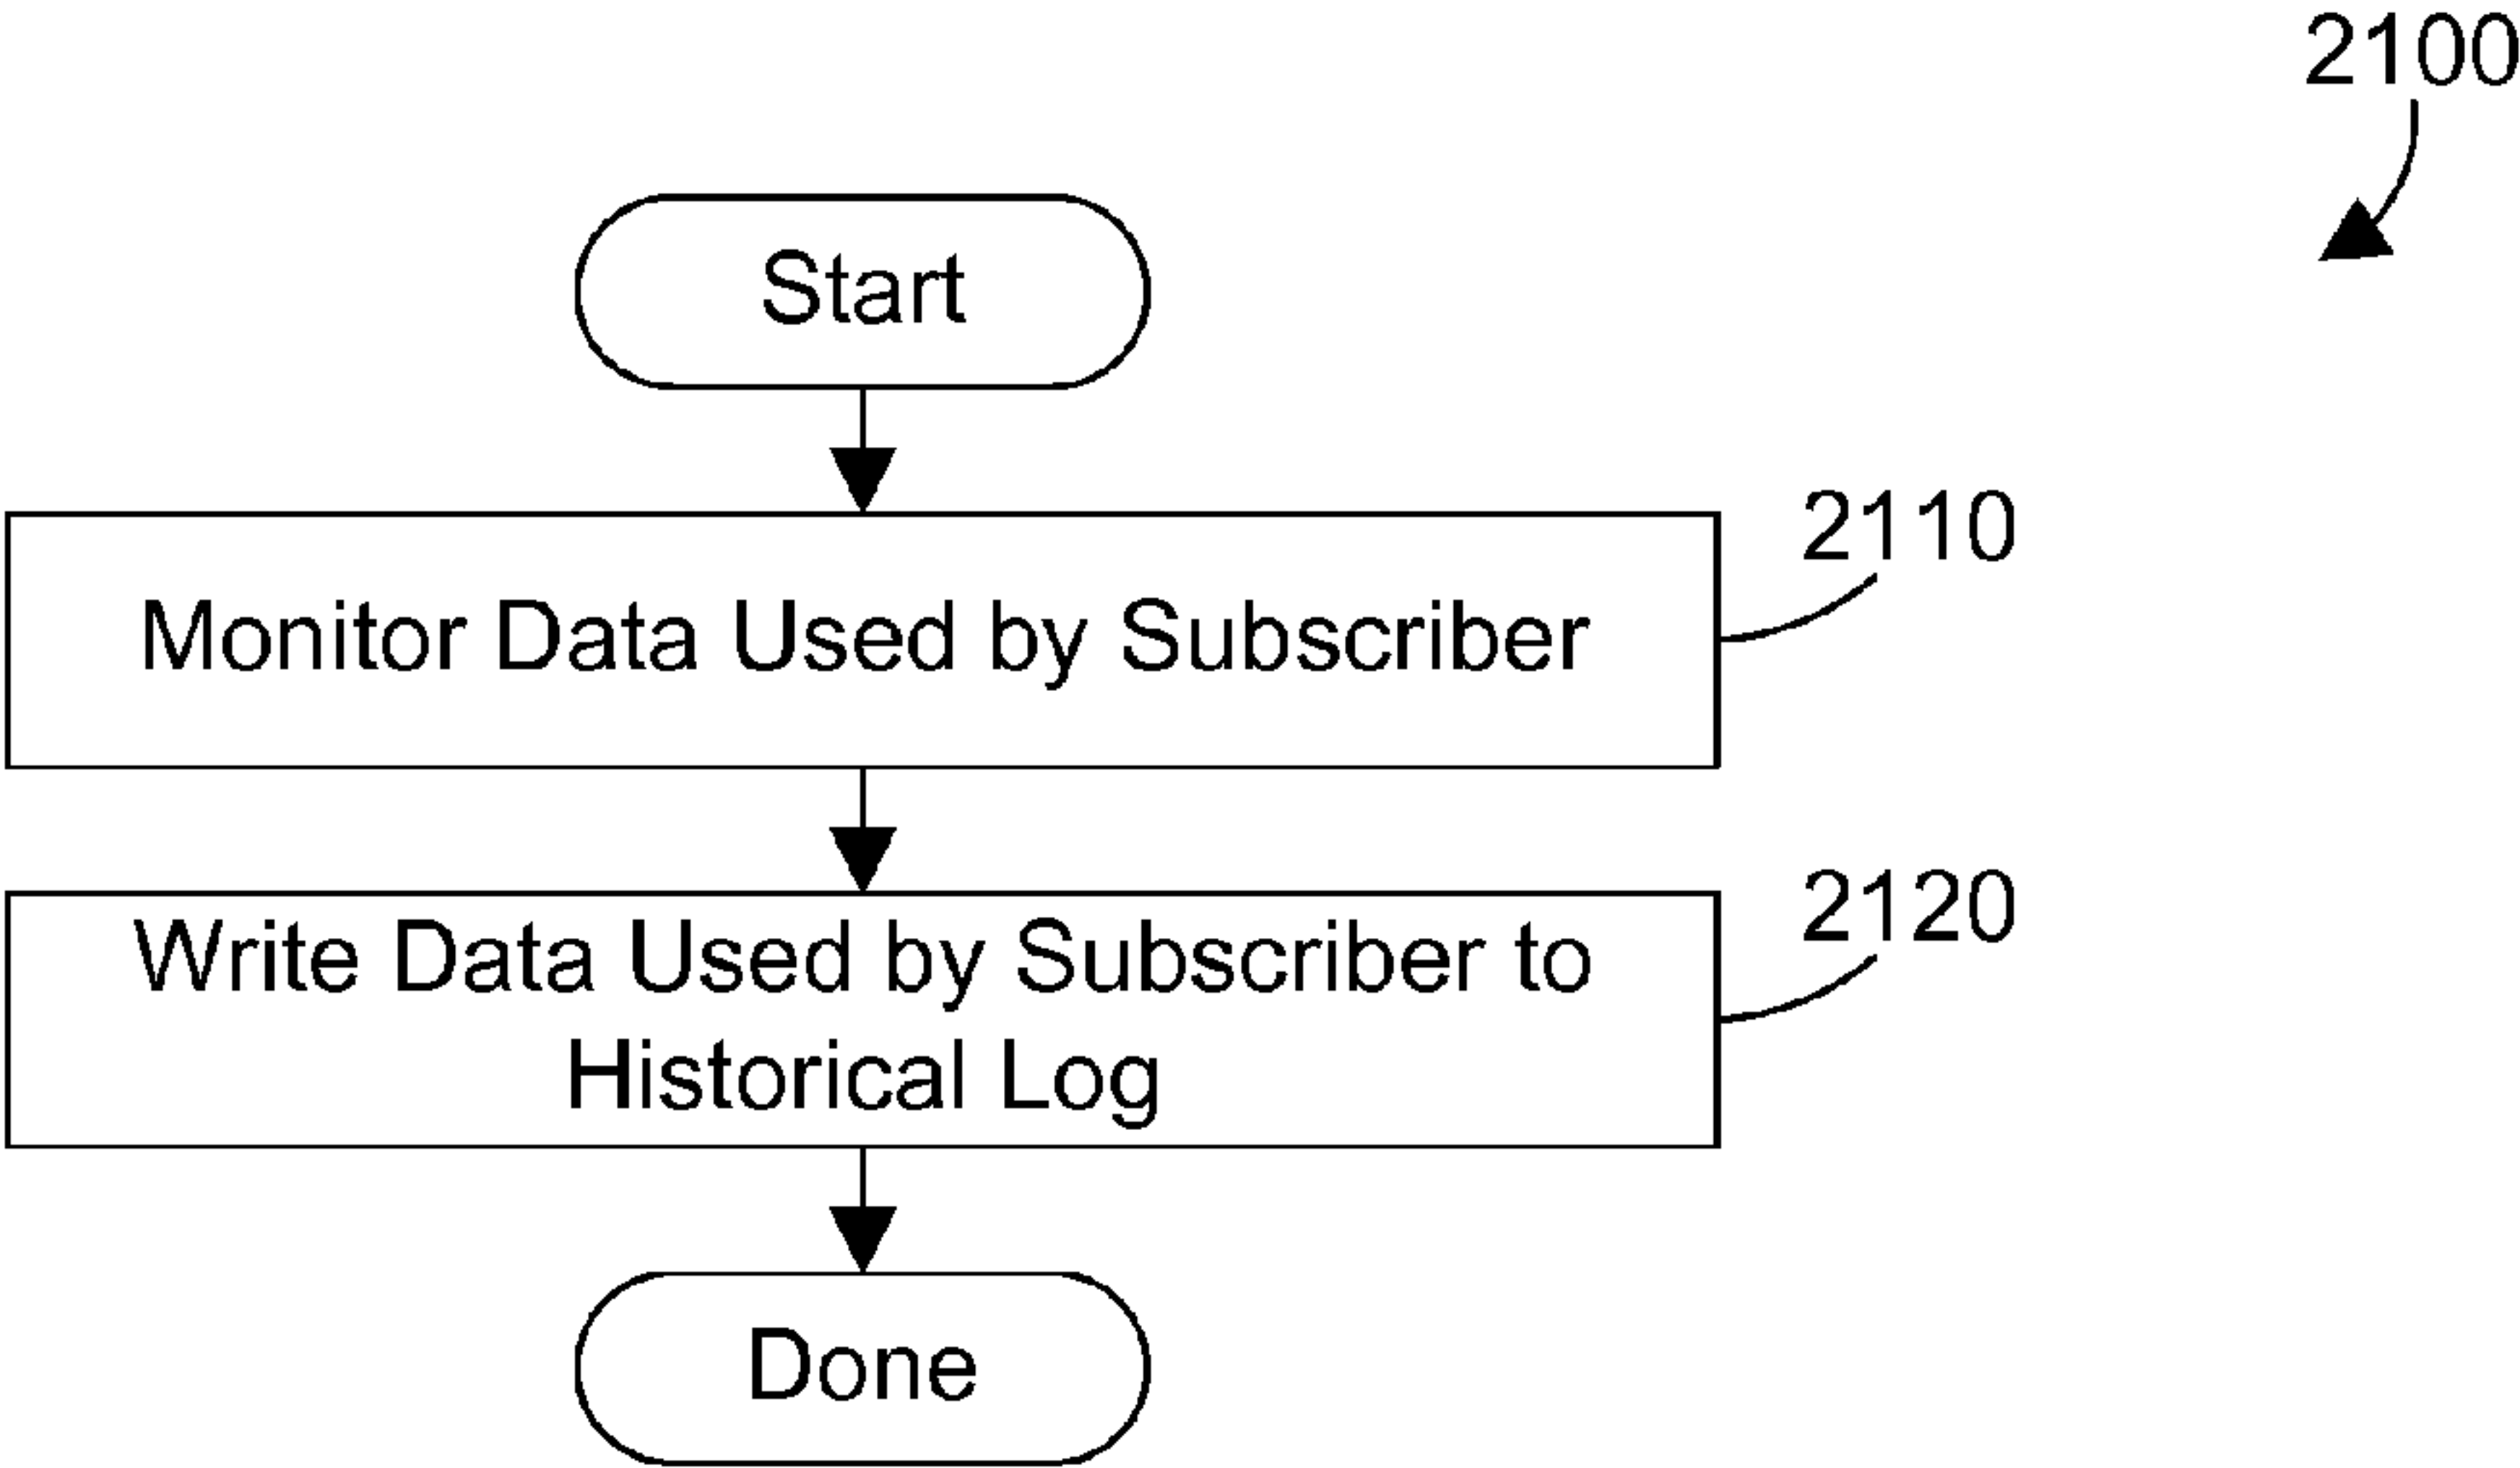 2100
Start
2110
Monitor Data Used by Subscriber
2120
Write Data Used by Subscriber to
Historical Log
Done